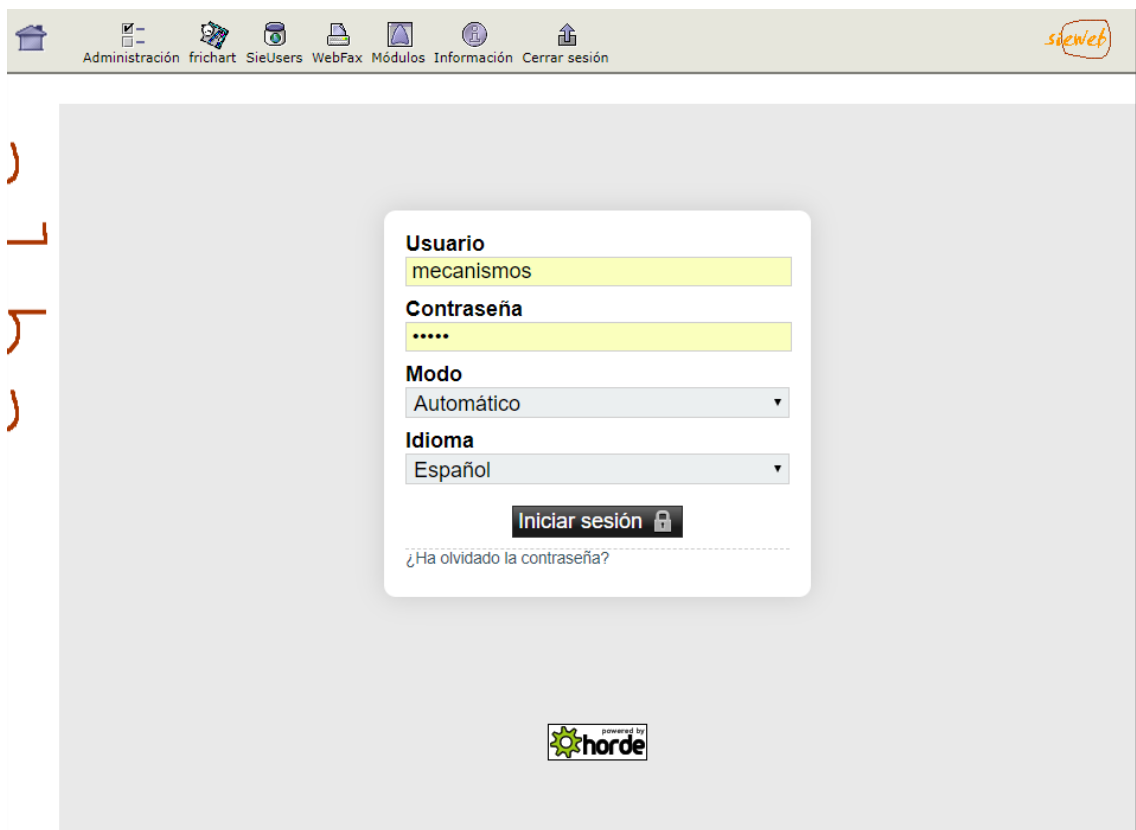 Administración frichart SieUsers WebFax Módulos Información Cerrar sesión
sieweb
Usuario
mecanismos
Contraseña
•••••
Modo
Automático
Idioma
Español
Iniciar sesión
¿Ha olvidado la contraseña?
powered by
horde